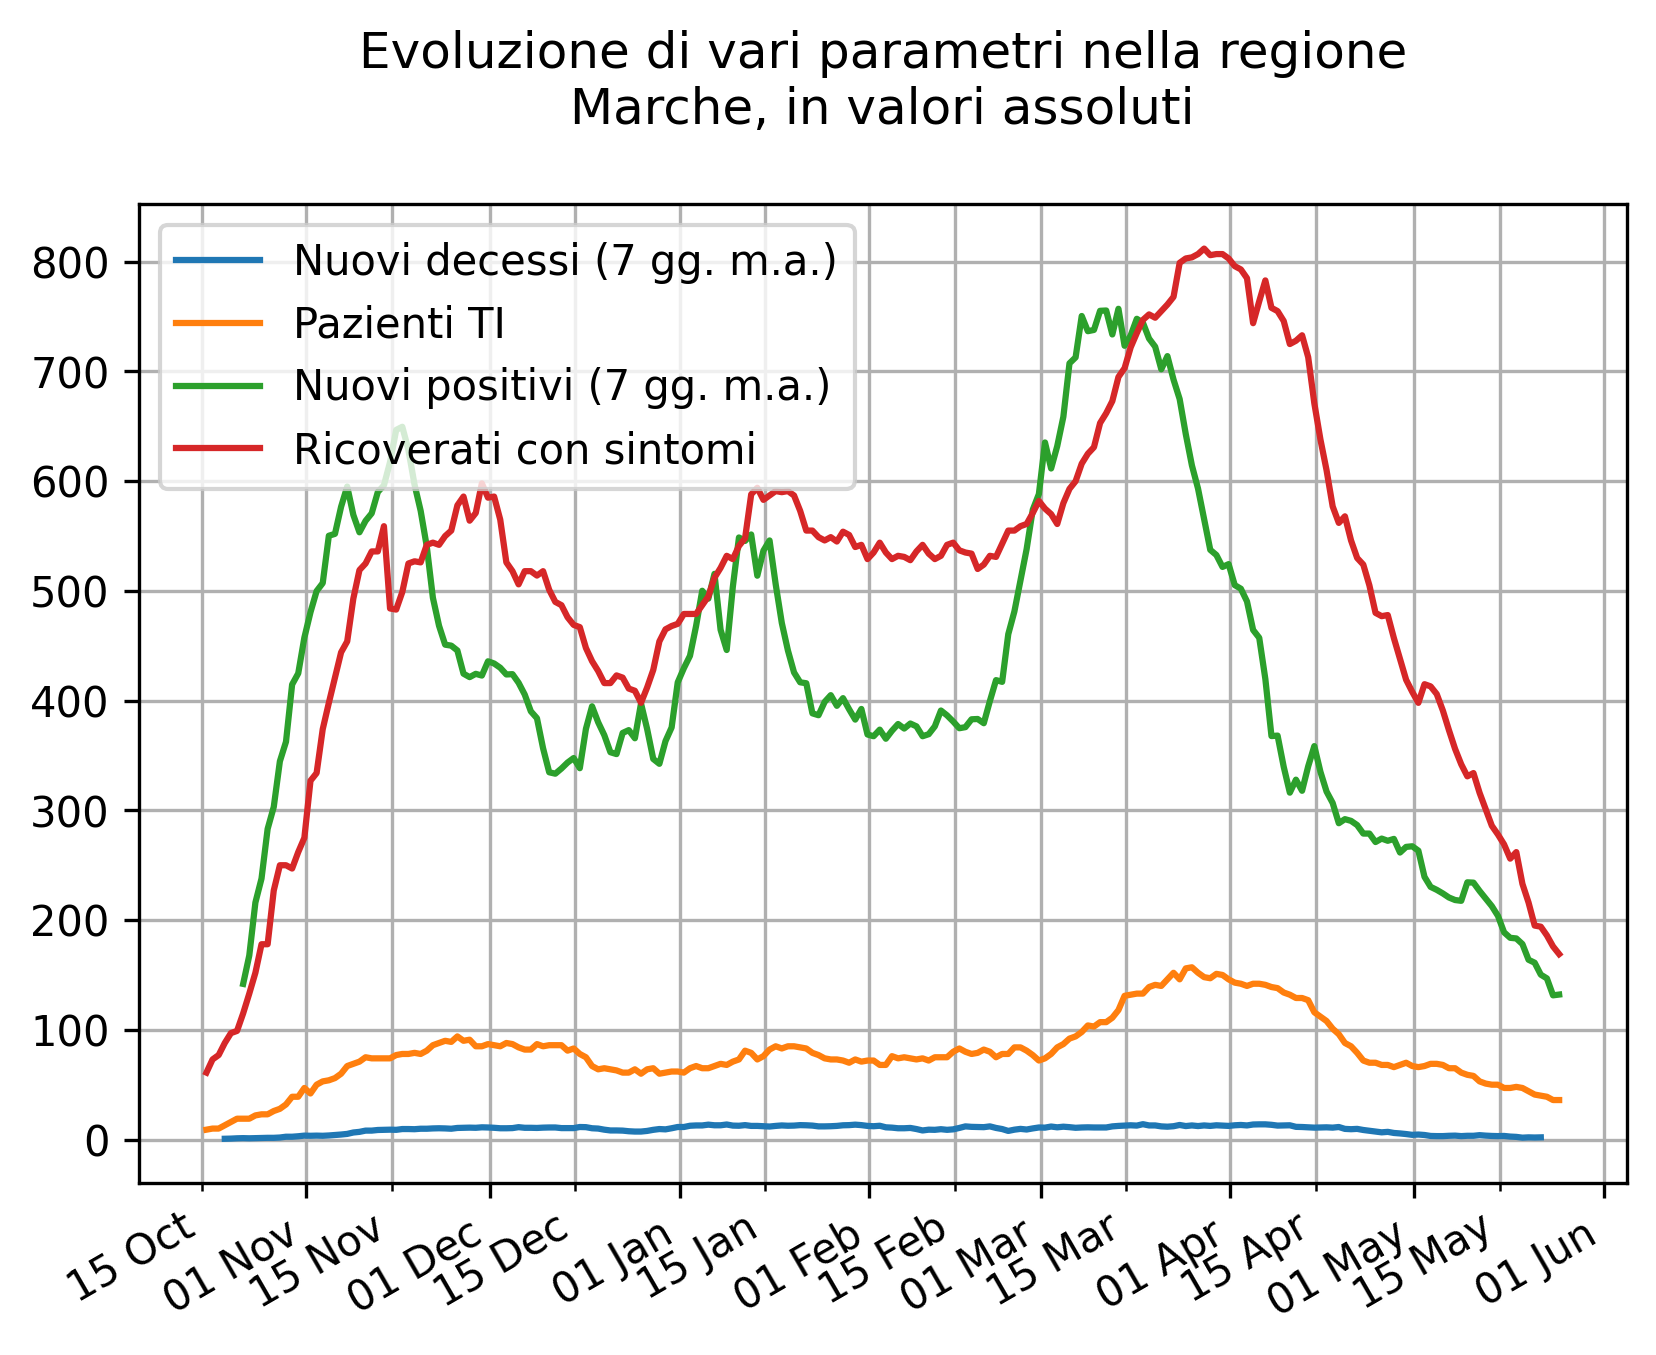 Evoluzione di vari parametri nella regione
Marche, in valori assoluti
Nuovi decessi (7 gg. m.a.)
Pazienti TI
Nuovi positivi (7 gg. m.a.)
Ricoverati con sintomi
800
700
600
500
400
300
200
100
0
15 Oct
01 Nov
15 Nov
01 Dec
15 Dec
01 Jan
15 Jan
01 Feb
15 Feb
01 Mar
15 Mar
01 Apr
15 Apr
01 May
15 May
01 Jun